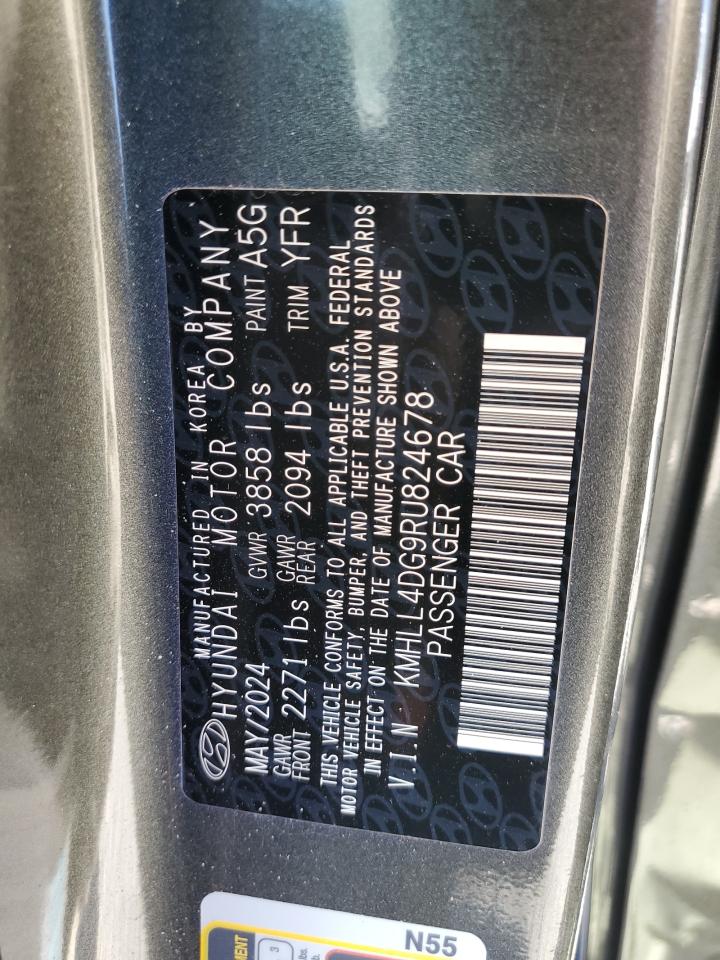 MANUFACTURED IN KOREA BY
HYUNDAI MOTOR COMPANY
MAY/2024 GVWR 3858 lbs PAINT A5G
GAWR FRONT 2271 lbs GAWR REAR 2094 lbs TRIM YFR
THIS VEHICLE CONFORMS TO ALL APPLICABLE U.S.A. FEDERAL
MOTOR VEHICLE SAFETY, BUMPER, AND THEFT PREVENTION STANDARDS
IN EFFECT ON THE DATE OF MANUFACTURE SHOWN ABOVE
V.I.N. KMHLL4DG9RU824678
PASSENGER CAR
N55
3